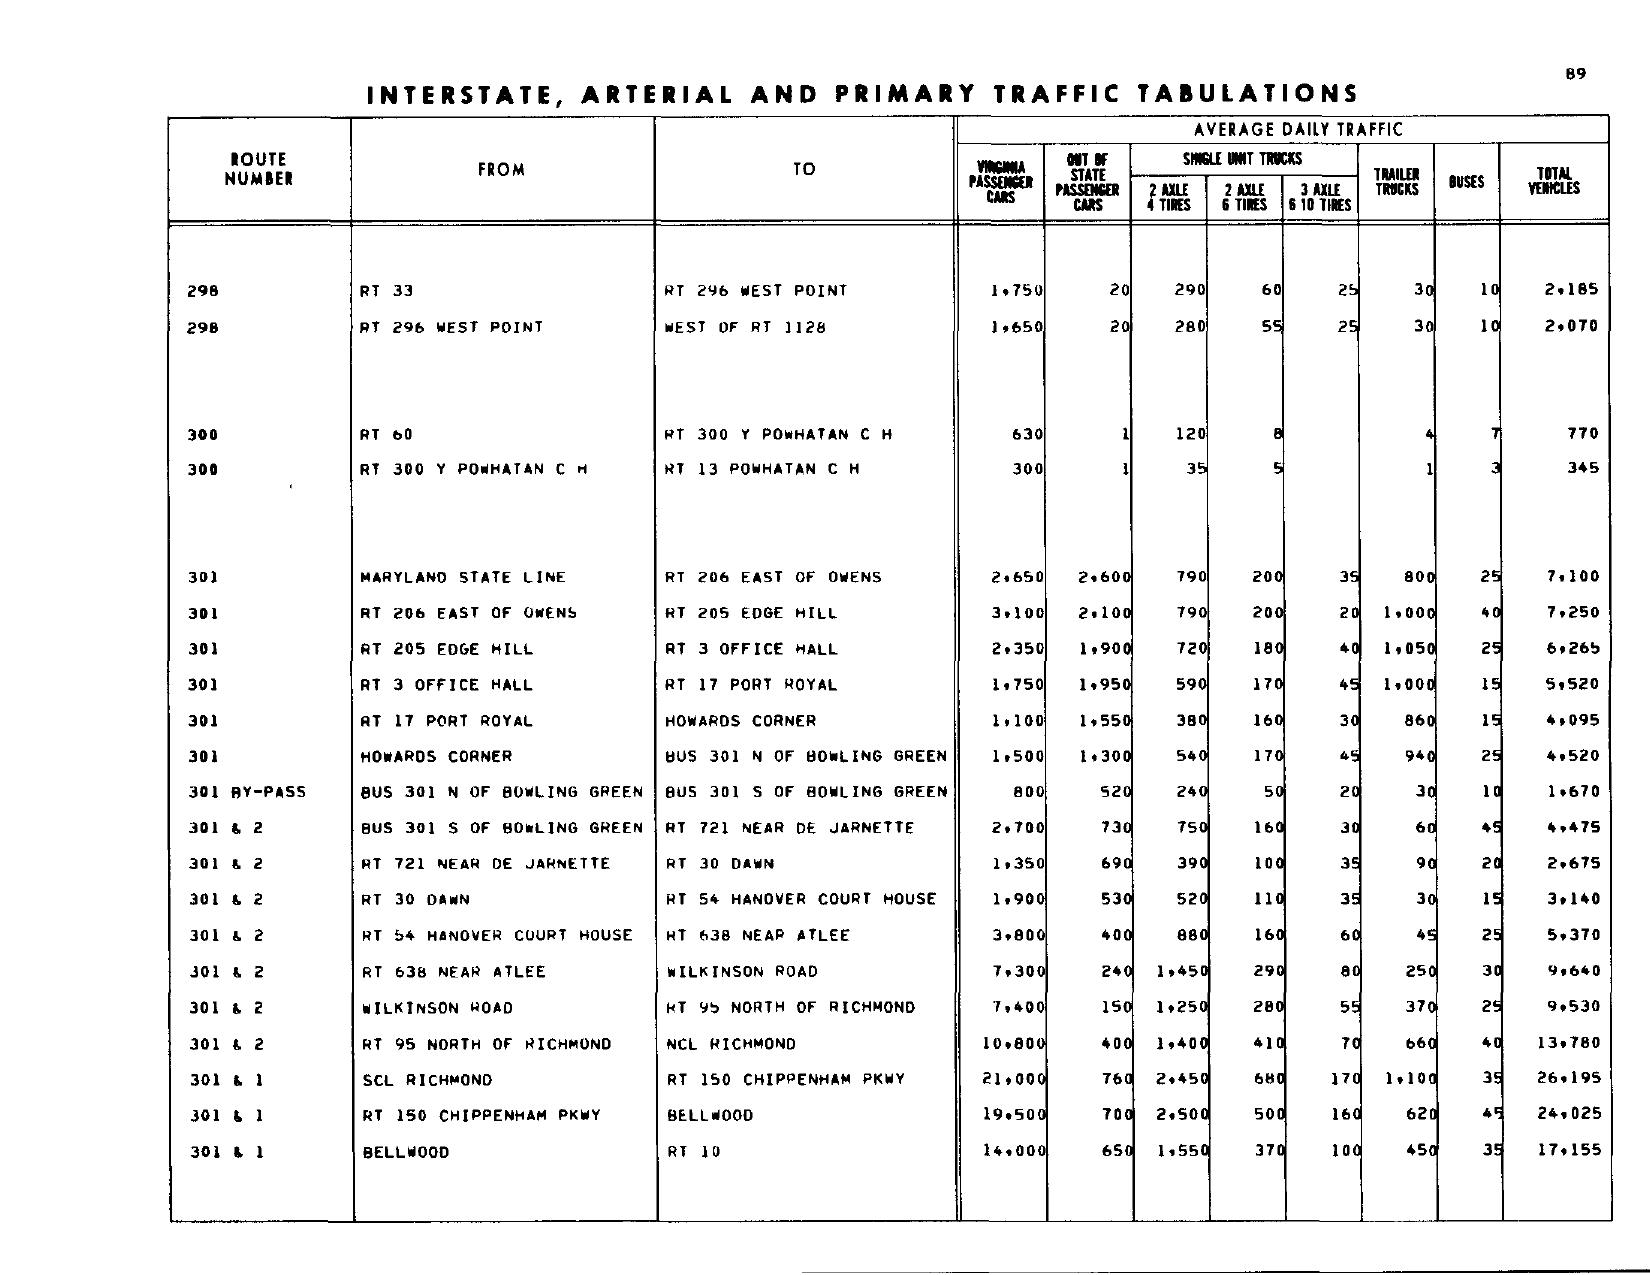 89
INTERSTATE, ARTERIAL AND PRIMARY TRAFFIC TABULATIONS
AVERAGE DAILY TRAFFIC
ROUTE NUMBER FROM TO VIRGINIA PASSENGER CARS OUT OF STATE PASSENGER CARS SINGLE UNIT TRUCKS 2 AXLE 4 TIRES 2 AXLE 6 TIRES 3 AXLE 6 10 TIRES TRAILER TRUCKS BUSES TOTAL VEHICLES
298 RT 33 RT 296 WEST POINT 1,750 20 290 60 25 30 10 2,185
298 RT 296 WEST POINT WEST OF RT 1128 1,650 20 280 55 25 30 10 2,070
300 RT 60 RT 300 Y POWHATAN C H 630 1 120 8 4 7 770
300 RT 300 Y POWHATAN C H RT 13 POWHATAN C H 300 1 35 5 1 3 345
301 MARYLAND STATE LINE RT 206 EAST OF OWENS 2,650 2,600 790 200 35 800 25 7,100
301 RT 206 EAST OF OWENS RT 205 EDGE HILL 3,100 2,100 790 200 20 1,000 40 7,250
301 RT 205 EDGE HILL RT 3 OFFICE HALL 2,350 1,900 720 180 40 1,050 25 6,265
301 RT 3 OFFICE HALL RT 17 PORT ROYAL 1,750 1,950 590 170 45 1,000 15 5,520
301 RT 17 PORT ROYAL HOWARDS CORNER 1,100 1,550 380 160 30 860 15 4,095
301 HOWARDS CORNER BUS 301 N OF BOWLING GREEN 1,500 1,300 540 170 45 940 25 4,520
301 BY-PASS BUS 301 N OF BOWLING GREEN BUS 301 S OF BOWLING GREEN 800 520 240 50 20 30 10 1,670
301 & 2 BUS 301 S OF BOWLING GREEN RT 721 NEAR DE JARNETTE 2,700 730 750 160 30 60 45 4,475
301 & 2 RT 721 NEAR DE JARNETTE RT 30 DAWN 1,350 690 390 100 35 90 20 2,675
301 & 2 RT 30 DAWN RT 54 HANOVER COURT HOUSE 1,900 530 520 110 35 30 15 3,140
301 & 2 RT 54 HANOVER COURT HOUSE RT 638 NEAR ATLEE 3,800 400 880 160 60 45 25 5,370
301 & 2 RT 638 NEAR ATLEE WILKINSON ROAD 7,300 240 1,450 290 80 250 30 9,640
301 & 2 WILKINSON ROAD RT 95 NORTH OF RICHMOND 7,400 150 1,250 280 55 370 25 9,530
301 & 2 RT 95 NORTH OF RICHMOND NCL RICHMOND 10,800 400 1,400 410 70 660 40 13,780
301 & 1 SCL RICHMOND RT 150 CHIPPENHAM PKWY 21,000 760 2,450 680 170 1,100 35 26,195
301 & 1 RT 150 CHIPPENHAM PKWY BELLWOOD 19,500 700 2,500 500 160 620 45 24,025
301 & 1 BELLWOOD RT 10 14,000 650 1,550 370 100 450 35 17,155